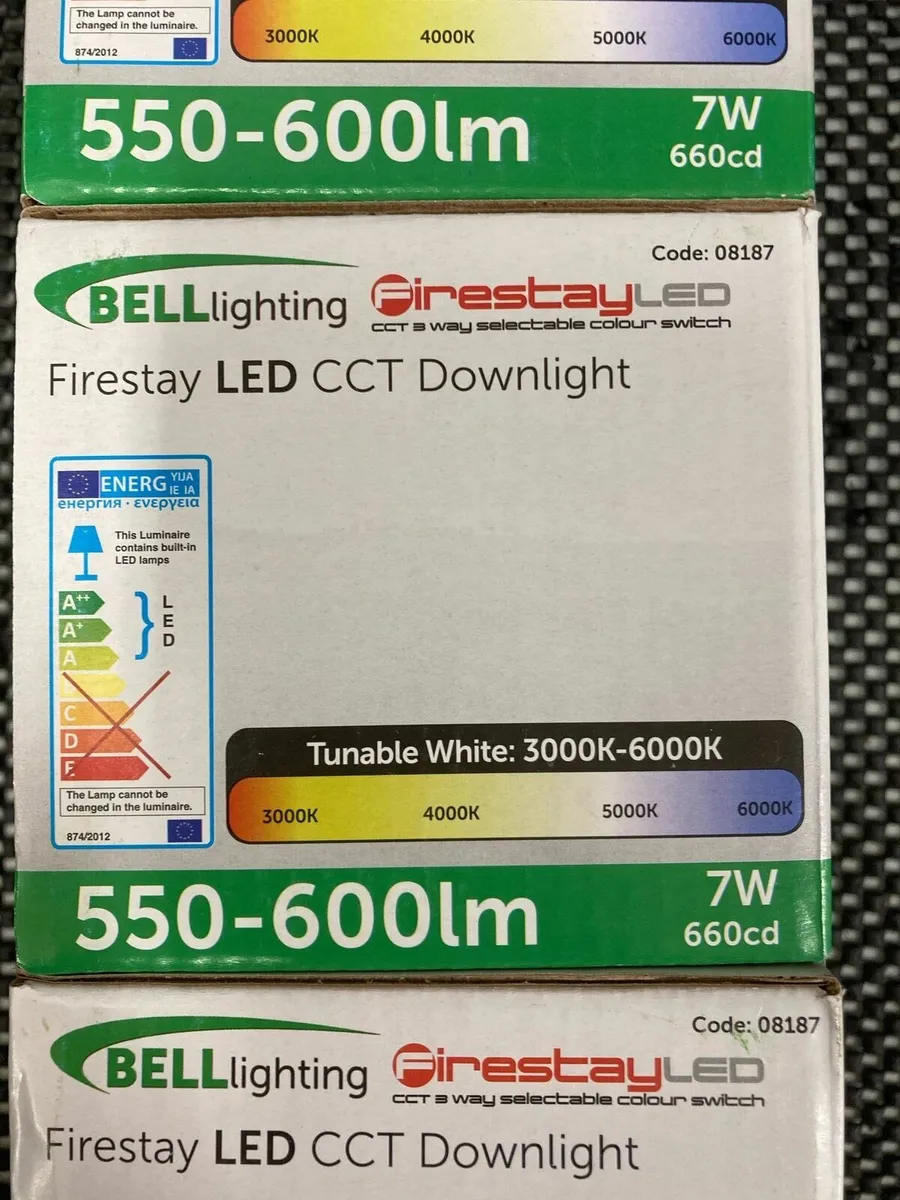 The Lamp cannot be
changed in the luminaire.
874/2012
3000K 4000K 5000K 6000K
550-600lm
7W
660cd
Code: 08187
BELL lighting
FirestayLED
CCT 3 way selectable colour switch
Firestay LED CCT Downlight
ENERG YIJA
IE IA
енергия · ενεργεια
This Luminaire
contains built-in
LED lamps
A++
A+
A
L
E
D
C
D
E
The Lamp cannot be
changed in the luminaire.
874/2012
Tunable White: 3000K-6000K
3000K 4000K 5000K 6000K
550-600lm
7W
660cd
Code: 08187
BELL lighting
FirestayLED
CCT 3 way selectable colour switch
Firestay LED CCT Downlight